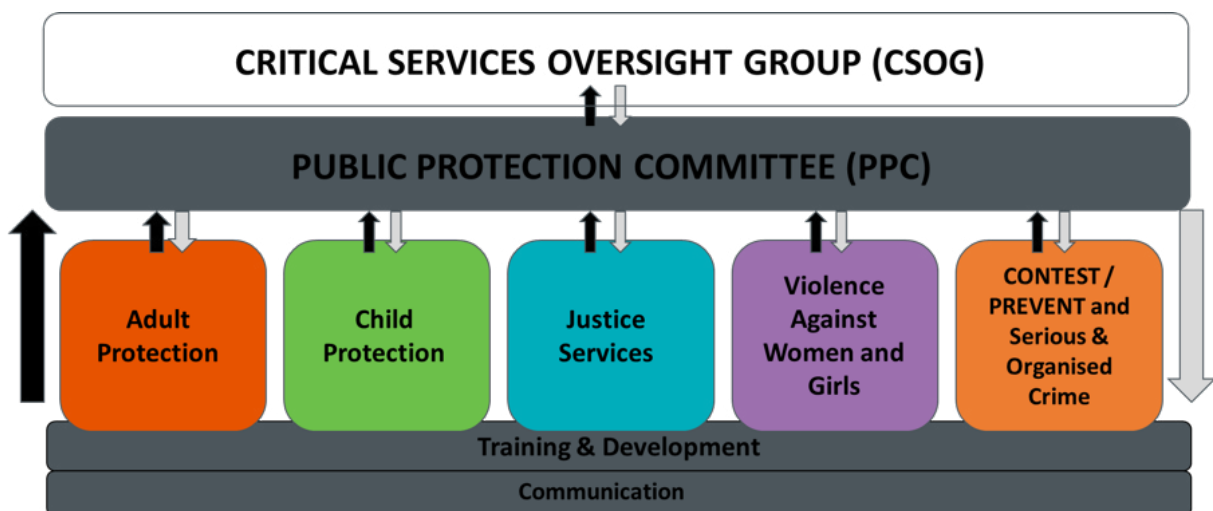 CRITICAL SERVICES OVERSIGHT GROUP (CSOG)
PUBLIC PROTECTION COMMITTEE (PPC)
Adult
Protection
Child
Protection
Justice
Services
Violence
Against
Women and
Girls
CONTEST /
PREVENT and
Serious &
Organised
Crime
Training & Development
Communication